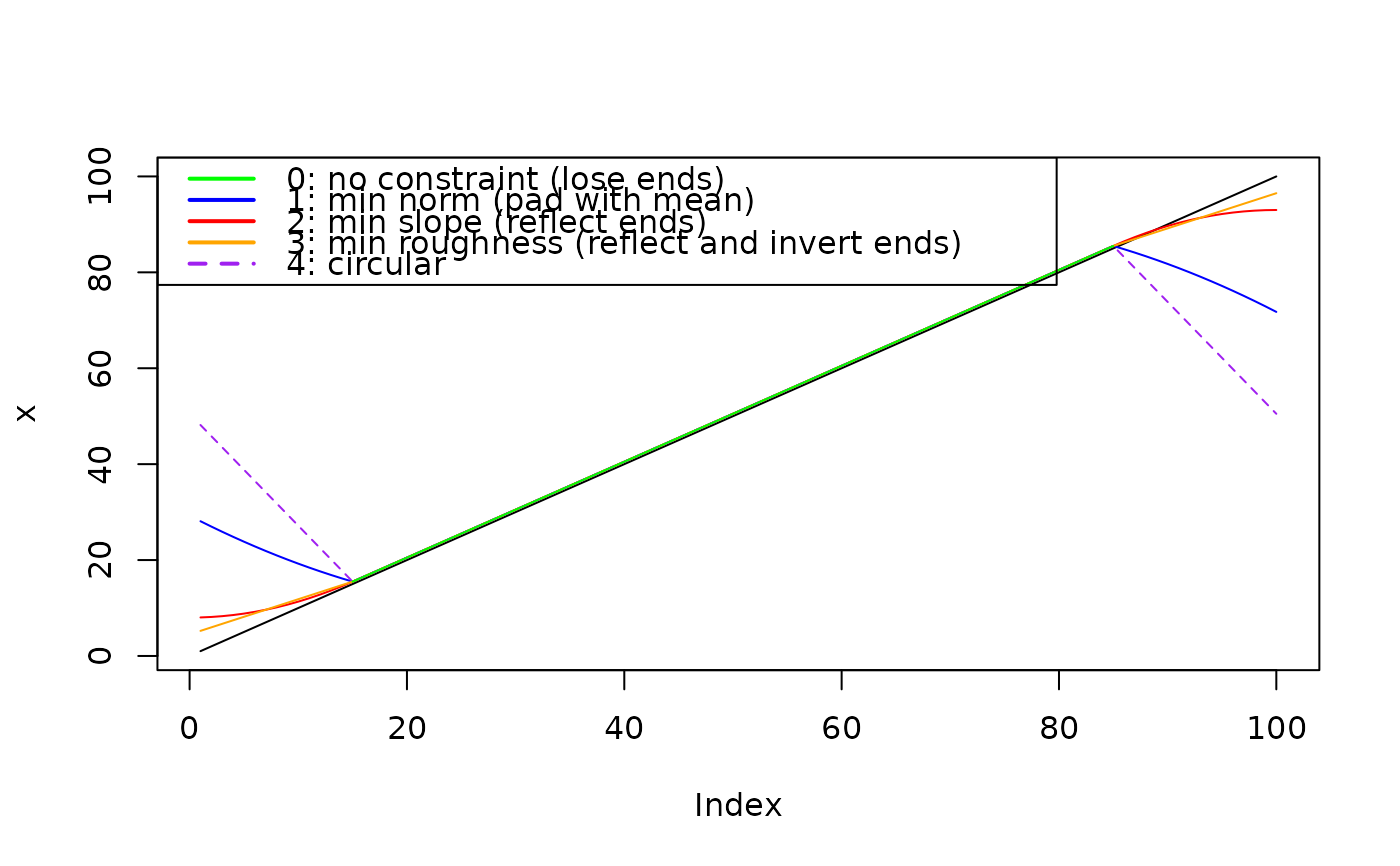 0: no constraint (lose ends)
1: min norm (pad with mean)
2: min slope (reflect ends)
3: min roughness (reflect and invert ends)
4: circular
100
80
60
40
20
0
x
0 20 40 60 80 100
Index